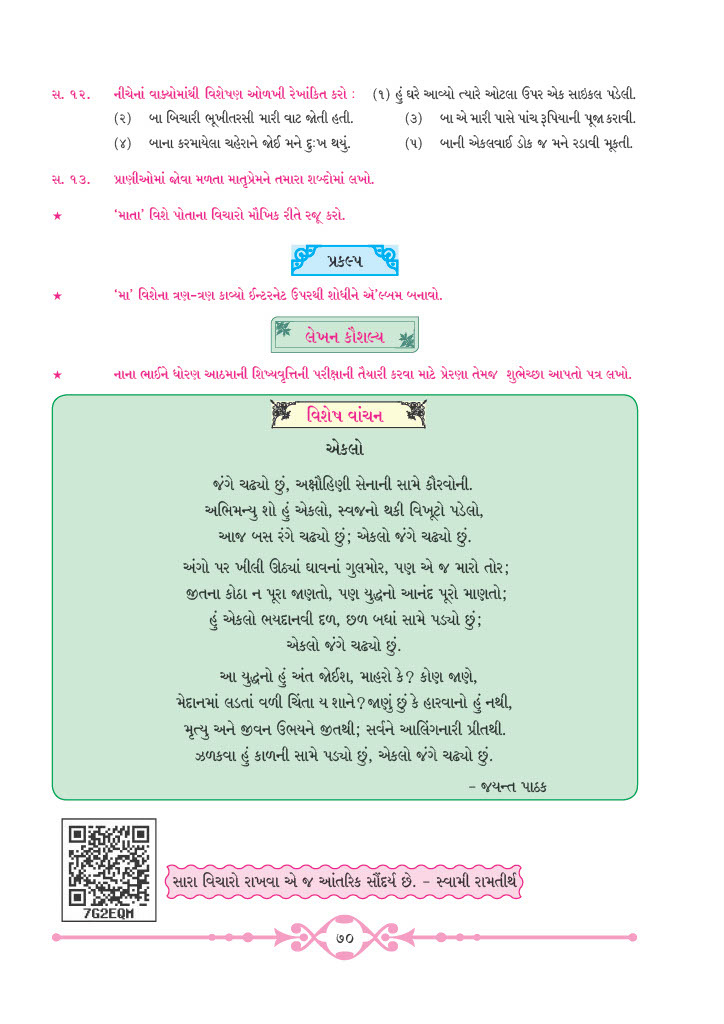 સ. ૧૨. નીચેનાં વાક્યોમાંથી વિશેષણ ઓળખી રેખાંકિત કરો : (૧) હું ઘરે આવ્યો ત્યારે ઓટલા ઉપર એક સાઇકલ પડેલી.
(૨) બા બિચારી ભૂખીતરસી મારી વાટ જોતી હતી. (૩) બા એ મારી પાસે પાંચ રૂપિયાની પૂજા કરાવી.
(૪) બાના કરમાયેલા ચહેરાને જોઈ મને દુઃખ થયું. (૫) બાની એકલવાઈ ડોક જ મને રડાવી મૂકતી.
સ. ૧૩. પ્રાણીઓમાં જોવા મળતા માતૃપ્રેમને તમારા શબ્દોમાં લખો.
★ ‘માતા’ વિશે પોતાના વિચારો મૌખિક રીતે રજૂ કરો.
પ્રકલ્પ
★ ‘મા’ વિશેના ત્રણ-ત્રણ કાવ્યો ઈન્ટરનેટ ઉપરથી શોધીને ઍ’લ્બમ બનાવો.
લેખન કૌશલ્ય
★ નાના ભાઈને ધોરણ આઠમાની શિષ્યવૃત્તિની પરીક્ષાની તૈયારી કરવા માટે પ્રેરણા તેમજ શુભેચ્છા આપતો પત્ર લખો.
વિશેષ વાંચન
એકલો
જંગે ચઢ્યો છું, અક્ષૌહિણી સેનાની સામે કૌરવોની.
અભિમન્યુ શો હું એકલો, સ્વજનો થકી વિખૂટો પડેલો,
આજ બસ રંગે ચઢ્યો છું; એકલો જંગે ચઢ્યો છું.
અંગો પર ખીલી ઊઠ્યાં ઘાવનાં ગુલમોર, પણ એ જ મારો તોર;
જીતના કોઠા ન પૂરા જાણતો, પણ યુદ્ધનો આનંદ પૂરો માણતો;
હું એકલો ભયદાનવી દળ, છળ બધાં સામે પડ્યો છું;
એકલો જંગે ચઢ્યો છું.
આ યુદ્ધનો હું અંત જોઈશ, માહરો કે? કોણ જાણે,
મેદાનમાં લડતાં વળી ચિંતા ય શાને? જાણું છું કે હારવાનો હું નથી,
મૃત્યુ અને જીવન ઉભયને જીતથી; સર્વને આલિંગનારી પ્રીતથી.
ઝળકવા હું કાળની સામે પડ્યો છું, એકલો જંગે ચઢ્યો છું.
- જયન્ત પાઠક
7G2EQM
સારા વિચારો રાખવા એ જ આંતરિક સૌંદર્ય છે. - સ્વામી રામતીર્થ
૭૦